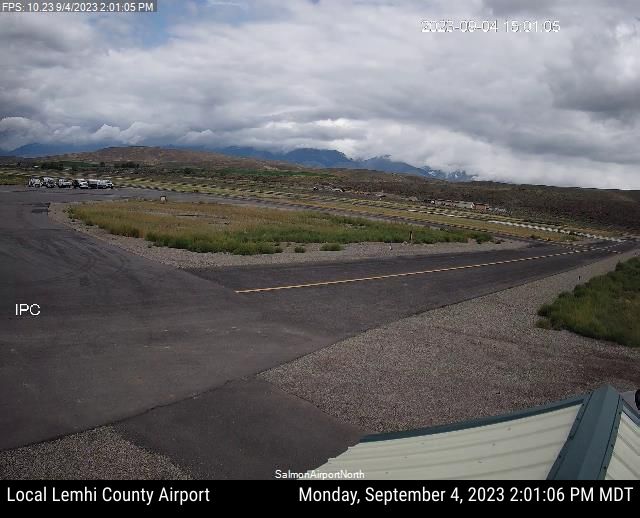 FPS: 10.23 9/4/2023 2:01:05 PM
2023-09-04 15:01:05
IPC
SalmonAirportNorth
Local Lemhi County Airport
Monday, September 4, 2023 2:01:06 PM MDT